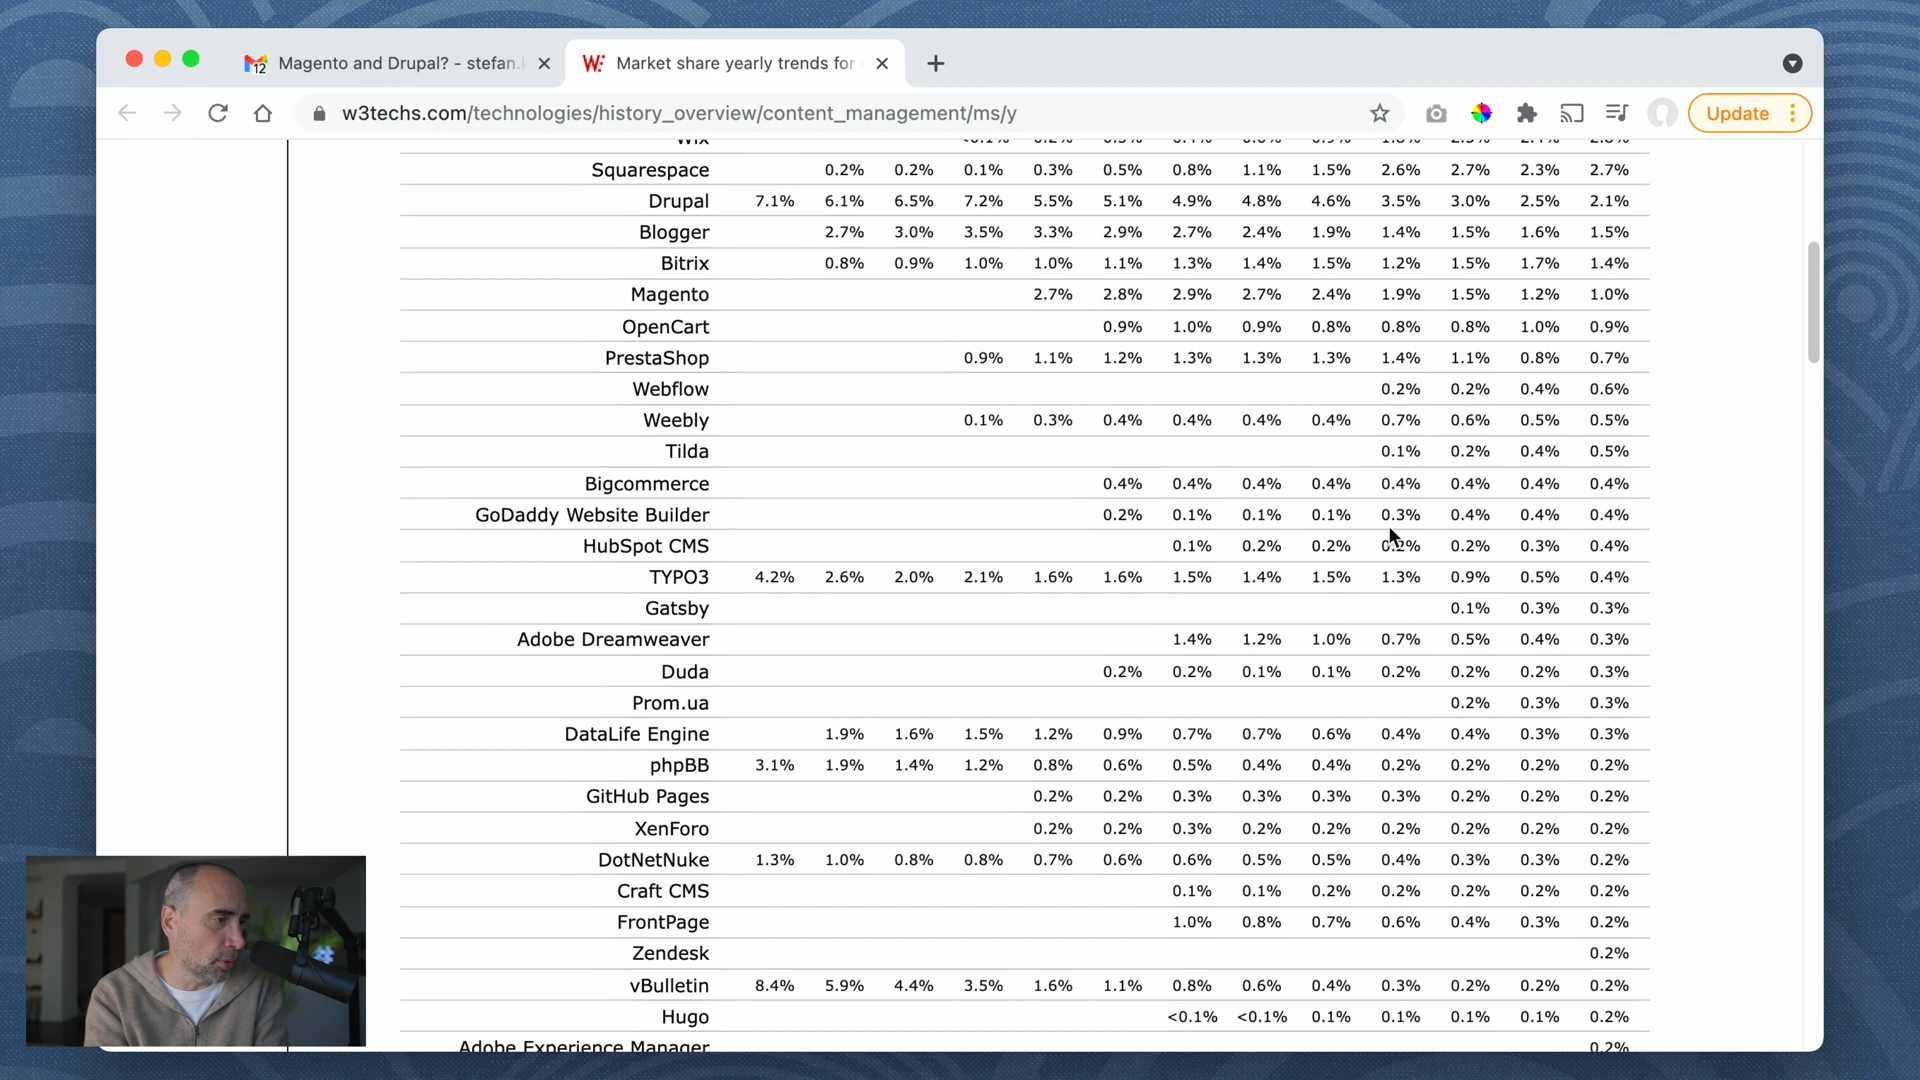 12 Magento and Drupal? - stefan.
W: Market share yearly trends for
w3techs.com/technologies/history_overview/content_management/ms/y
Update
Wix
Squarespace 0.2% 0.2% 0.1% 0.3% 0.5% 0.8% 1.1% 1.5% 2.6% 2.7% 2.3% 2.7%
Drupal 7.1% 6.1% 6.5% 7.2% 5.5% 5.1% 4.9% 4.8% 4.6% 3.5% 3.0% 2.5% 2.1%
Blogger 2.7% 3.0% 3.5% 3.3% 2.9% 2.7% 2.4% 1.9% 1.4% 1.5% 1.6% 1.5%
Bitrix 0.8% 0.9% 1.0% 1.0% 1.1% 1.3% 1.4% 1.5% 1.2% 1.5% 1.7% 1.4%
Magento 2.7% 2.8% 2.9% 2.7% 2.4% 1.9% 1.5% 1.2% 1.0%
OpenCart 0.9% 1.0% 0.9% 0.8% 0.8% 0.8% 1.0% 0.9%
PrestaShop 0.9% 1.1% 1.2% 1.3% 1.3% 1.3% 1.4% 1.1% 0.8% 0.7%
Webflow 0.2% 0.2% 0.4% 0.6%
Weebly 0.1% 0.3% 0.4% 0.4% 0.4% 0.4% 0.7% 0.6% 0.5% 0.5%
Tilda 0.1% 0.2% 0.4% 0.5%
Bigcommerce 0.4% 0.4% 0.4% 0.4% 0.4% 0.4% 0.4% 0.4%
GoDaddy Website Builder 0.2% 0.1% 0.1% 0.1% 0.3% 0.4% 0.4% 0.4%
HubSpot CMS 0.1% 0.2% 0.2% 0.2% 0.2% 0.3% 0.4%
TYPO3 4.2% 2.6% 2.0% 2.1% 1.6% 1.6% 1.5% 1.4% 1.5% 1.3% 0.9% 0.5% 0.4%
Gatsby 0.1% 0.3% 0.3%
Adobe Dreamweaver 1.4% 1.2% 1.0% 0.7% 0.5% 0.4% 0.3%
Duda 0.2% 0.2% 0.1% 0.1% 0.2% 0.2% 0.2% 0.3%
Prom.ua 0.2% 0.3% 0.3%
DataLife Engine 1.9% 1.6% 1.5% 1.2% 0.9% 0.7% 0.7% 0.6% 0.4% 0.4% 0.3% 0.3%
phpBB 3.1% 1.9% 1.4% 1.2% 0.8% 0.6% 0.5% 0.4% 0.4% 0.2% 0.2% 0.2% 0.2%
GitHub Pages 0.2% 0.2% 0.3% 0.3% 0.3% 0.3% 0.2% 0.2% 0.2%
XenForo 0.2% 0.2% 0.3% 0.2% 0.2% 0.2% 0.2% 0.2% 0.2%
DotNetNuke 1.3% 1.0% 0.8% 0.8% 0.7% 0.6% 0.6% 0.5% 0.5% 0.4% 0.3% 0.3% 0.2%
Craft CMS 0.1% 0.1% 0.2% 0.2% 0.2% 0.2% 0.2%
FrontPage 1.0% 0.8% 0.7% 0.6% 0.4% 0.3% 0.2%
Zendesk 0.2%
vBulletin 8.4% 5.9% 4.4% 3.5% 1.6% 1.1% 0.8% 0.6% 0.4% 0.3% 0.2% 0.2% 0.2%
Hugo <0.1% <0.1% 0.1% 0.1% 0.1% 0.1% 0.2%
Adobe Experience Manager 0.2%